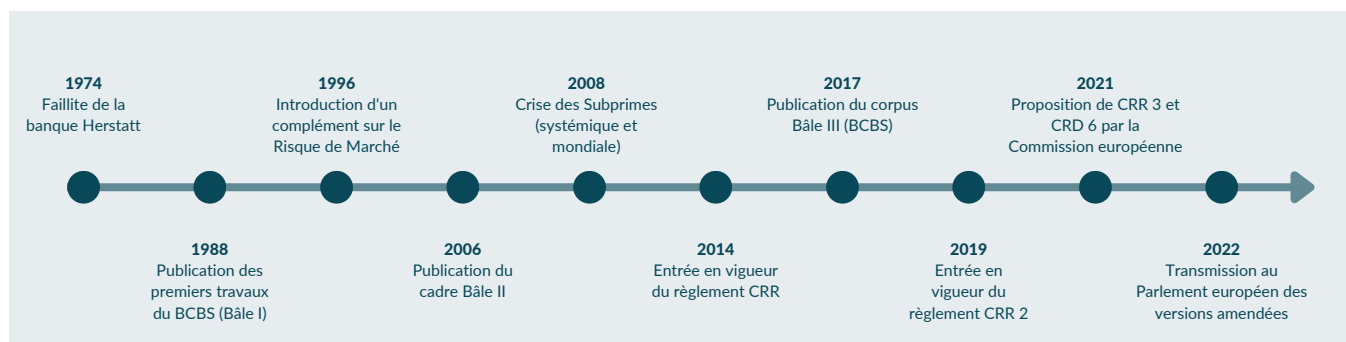 1974
Faillite de la
banque Herstatt
1988
Publication des
premiers travaux
du BCBS (Bâle I)
1996
Introduction d'un
complément sur le
Risque de Marché
2006
Publication du
cadre Bâle II
2008
Crise des Subprimes
(systémique et
mondiale)
2014
Entrée en vigueur
du règlement CRR
2017
Publication du corpus
Bâle III (BCBS)
2019
Entrée en
vigueur du
règlement CRR 2
2021
Proposition de CRR 3 et
CRD 6 par la
Commission européenne
2022
Transmission au
Parlement européen des
versions amendées